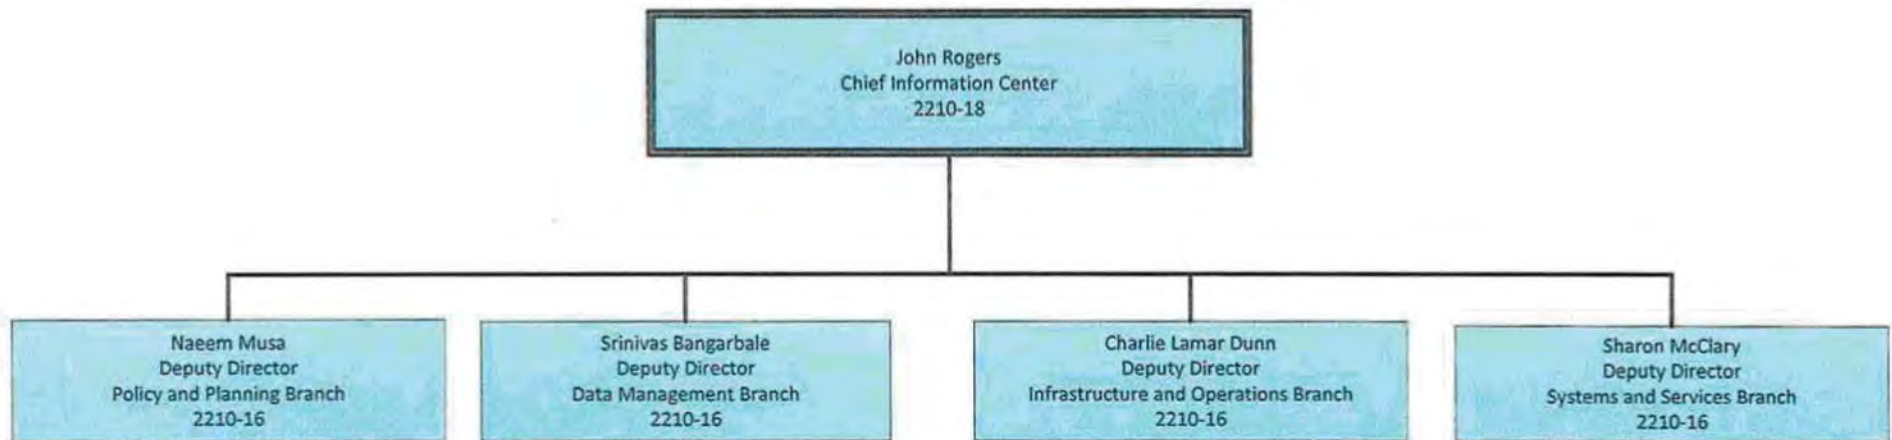 John Rogers
Chief Information Center
2210-18
Naeem Musa
Deputy Director
Policy and Planning Branch
2210-16
Srinivas Bangarbale
Deputy Director
Data Management Branch
2210-16
Charlie Lamar Dunn
Deputy Director
Infrastructure and Operations Branch
2210-16
Sharon McClary
Deputy Director
Systems and Services Branch
2210-16